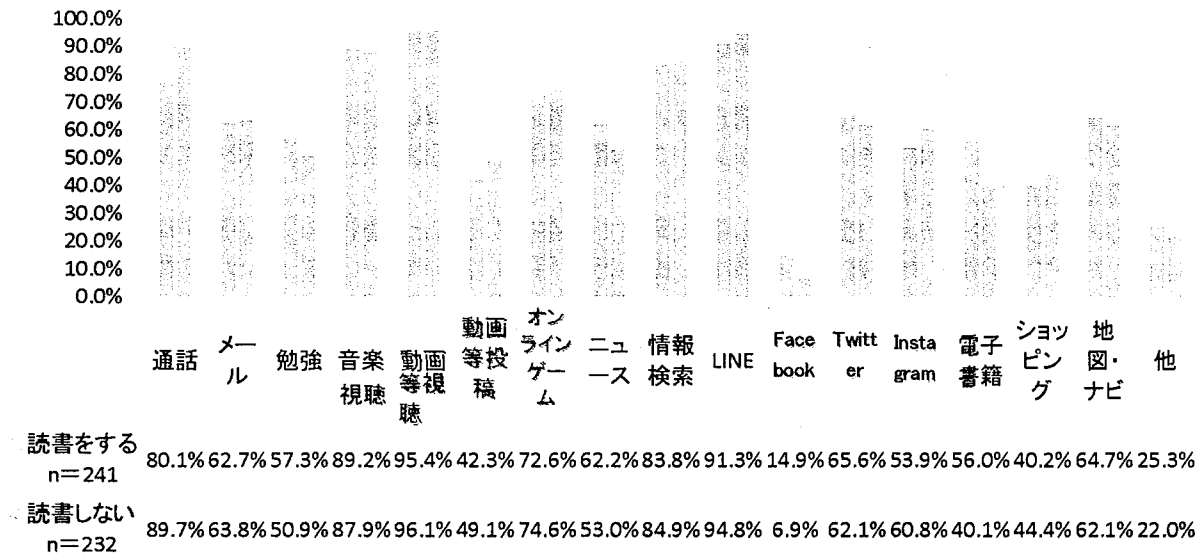 100.0%
90.0%
80.0%
70.0%
60.0%
50.0%
40.0%
30.0%
20.0%
10.0%
0.0%
通話
メー
ル
勉強
音楽
視聴
動画
等視
聴
動画
等投
稿
オン
ライン
ゲー
ム
ニュ
ース
情報
検索
LINE
Face
book
Twitt
er
Insta
gram
電子
書籍
ショッ
ピン
グ
地
図・
ナビ
他
読書をする
n=241
80.1% 62.7% 57.3% 89.2% 95.4% 42.3% 72.6% 62.2% 83.8% 91.3% 14.9% 65.6% 53.9% 56.0% 40.2% 64.7% 25.3%
読書しない
n=232
89.7% 63.8% 50.9% 87.9% 96.1% 49.1% 74.6% 53.0% 84.9% 94.8% 6.9% 62.1% 60.8% 40.1% 44.4% 62.1% 22.0%